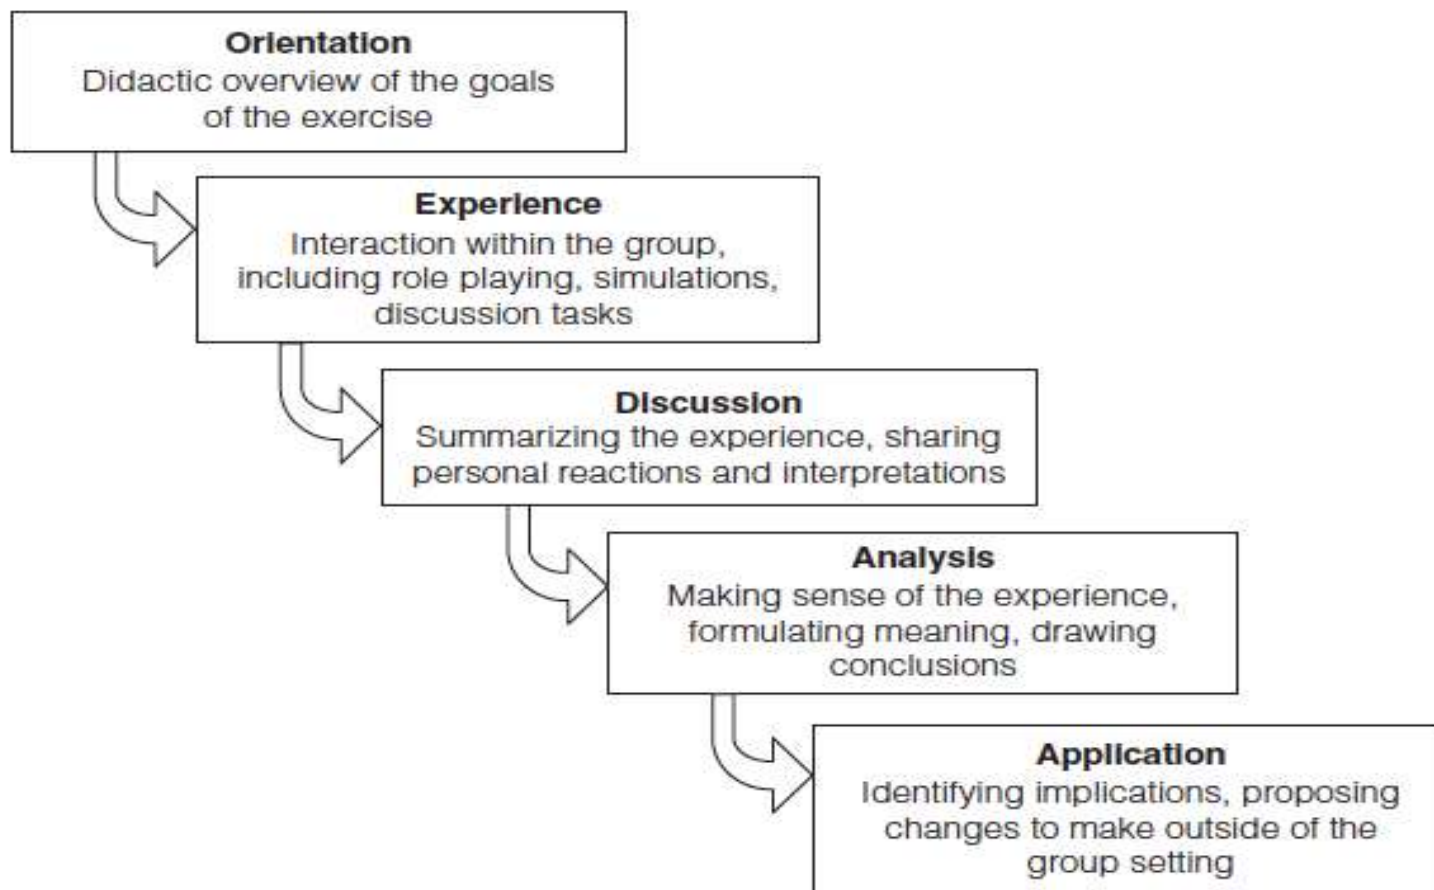 Orientation
Didactic overview of the goals
of the exercise
Experience
Interaction within the group,
including role playing, simulations,
discussion tasks
Discussion
Summarizing the experience, sharing
personal reactions and interpretations
Analysis
Making sense of the experience,
formulating meaning, drawing
conclusions
Application
Identifying implications, proposing
changes to make outside of the
group setting